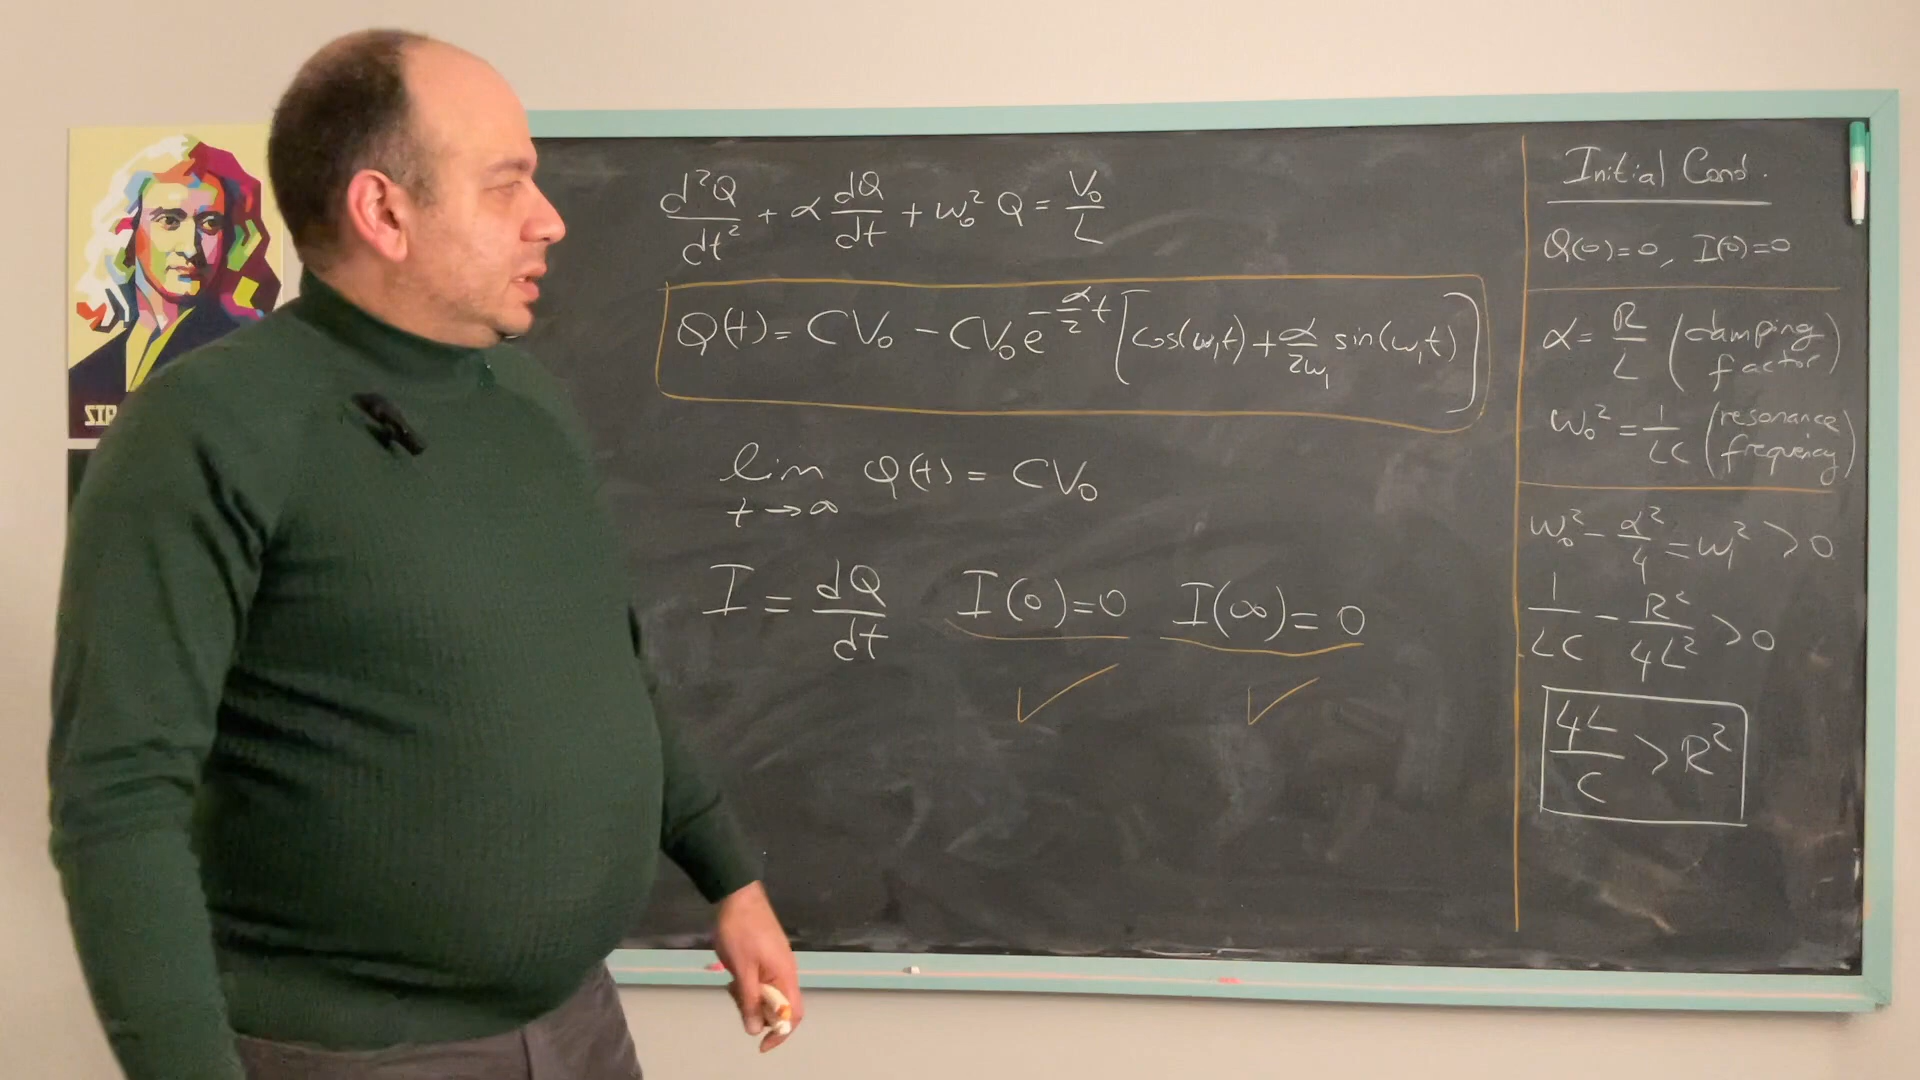 SIR
d²Q/dt² + α dQ/dt + ω₀² Q = V₀/L
Q(t) = CV₀ - CV₀ e^(-α/2 t) [cos(ω₁t) + α/2ω₁ sin(ω₁t)]
lim t→∞ Q(t) = CV₀
I = dQ/dt I(0)=0 I(∞)=0
✓ ✓
Initial Cond.
Q(0)=0, I(0)=0
α = R/L (damping
factor)
ω₀² = 1/LC (resonance
frequency)
ω₀² - α²/4 = ω₁² > 0
1/LC - R²/4L² > 0
4L/C > R²